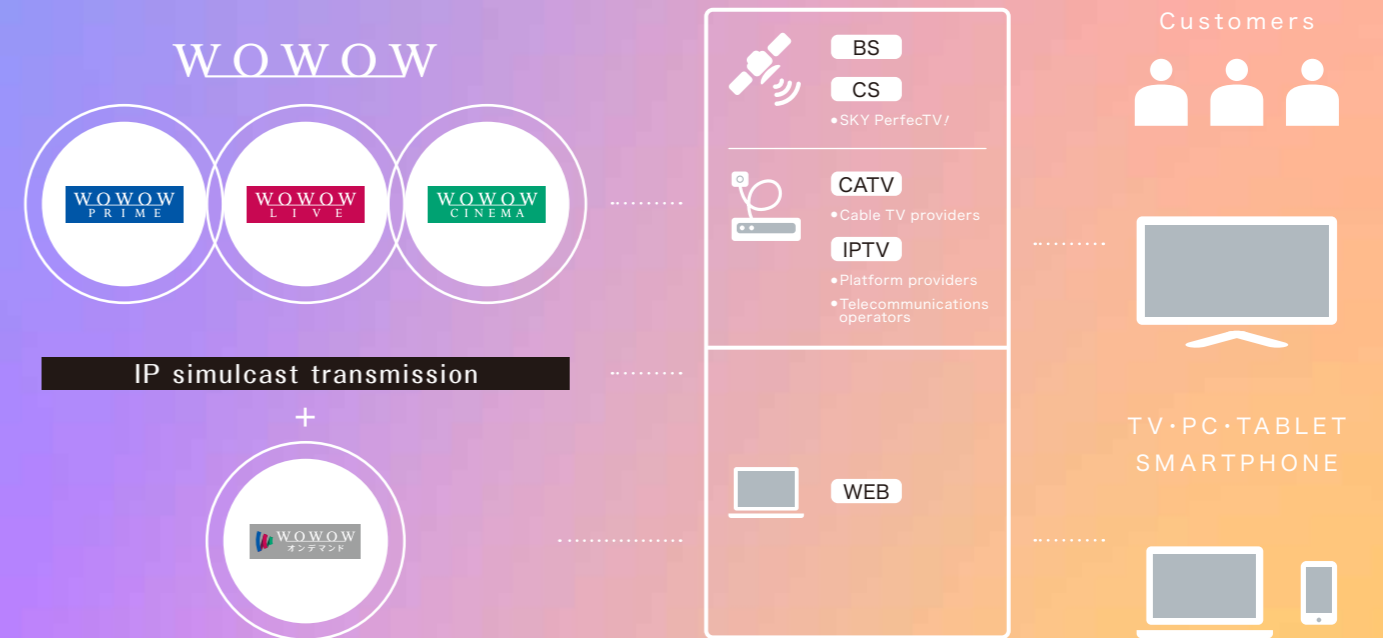 WOWOW
WOWOW
PRIME
WOWOW
LIVE
WOWOW
CINEMA
IP simulcast transmission
+
WOWOW
オンデマンド
BS
CS
•SKY PerfecTV!
CATV
•Cable TV providers
IPTV
•Platform providers
•Telecommunications
operators
WEB
Customers
TV・PC・TABLET
SMARTPHONE